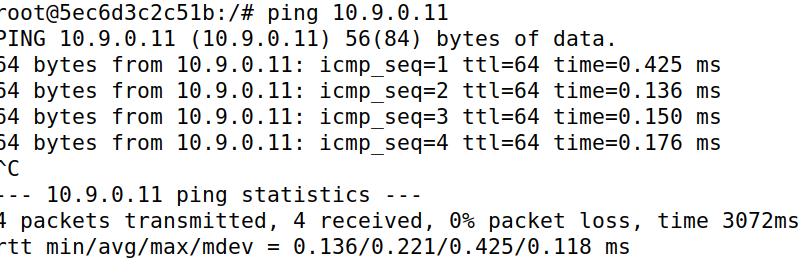 root@5ec6d3c2c51b:/# ping 10.9.0.11
PING 10.9.0.11 (10.9.0.11) 56(84) bytes of data.
64 bytes from 10.9.0.11: icmp_seq=1 ttl=64 time=0.425 ms
64 bytes from 10.9.0.11: icmp_seq=2 ttl=64 time=0.136 ms
64 bytes from 10.9.0.11: icmp_seq=3 ttl=64 time=0.150 ms
64 bytes from 10.9.0.11: icmp_seq=4 ttl=64 time=0.176 ms
^C
--- 10.9.0.11 ping statistics ---
4 packets transmitted, 4 received, 0% packet loss, time 3072ms
rtt min/avg/max/mdev = 0.136/0.221/0.425/0.118 ms